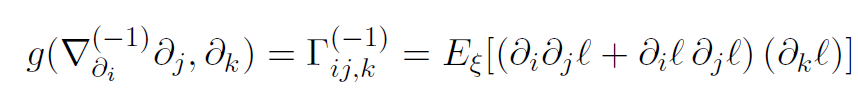 g(∇^{(−1)}_{∂_i} ∂_j, ∂_k) = Γ^{(−1)}_{ij,k} = E_ξ[(∂_i∂_jℓ + ∂_iℓ ∂_jℓ) (∂_kℓ)]